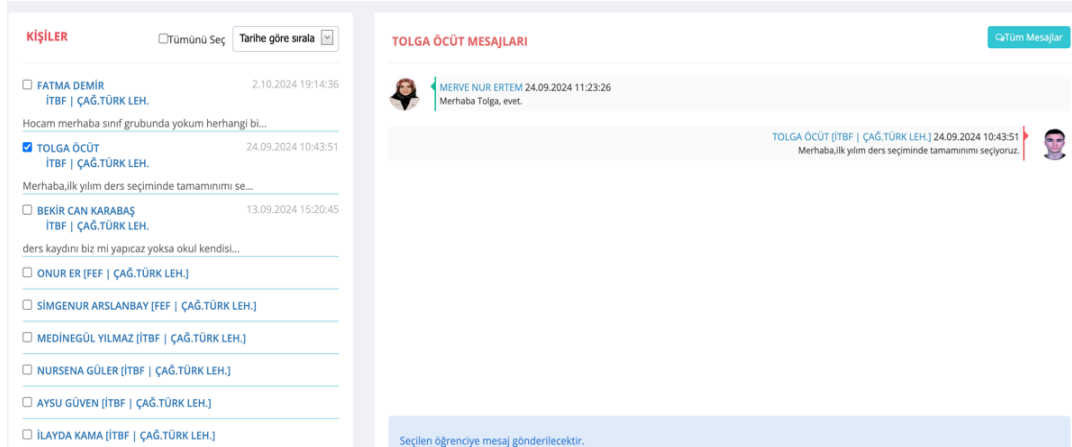 KİŞİLER
Tümünü Seç
Tarihe göre sırala
FATMA DEMİR 2.10.2024 19:14:36
İTBF | ÇAĞ.TÜRK LEH.
Hocam merhaba sınıf grubunda yokum herhangi bi...
TOLGA ÖCÜT 24.09.2024 10:43:51
İTBF | ÇAĞ.TÜRK LEH.
Merhaba,ilk yılım ders seçiminde tamamınımı se...
BEKİR CAN KARABAŞ 13.09.2024 15:20:45
İTBF | ÇAĞ.TÜRK LEH.
ders kaydını biz mi yapıcaz yoksa okul kendisi...
ONUR ER [FEF | ÇAĞ.TÜRK LEH.]
SİMGENUR ARSLANBAY [FEF | ÇAĞ.TÜRK LEH.]
MEDİNEGÜL YILMAZ [İTBF | ÇAĞ.TÜRK LEH.]
NURSENA GÜLER [İTBF | ÇAĞ.TÜRK LEH.]
AYSU GÜVEN [İTBF | ÇAĞ.TÜRK LEH.]
İLAYDA KAMA [İTBF | ÇAĞ.TÜRK LEH.]
TOLGA ÖCÜT MESAJLARI
Tüm Mesajlar
MERVE NUR ERTEM 24.09.2024 11:23:26
Merhaba Tolga, evet.
TOLGA ÖCÜT [İTBF | ÇAĞ.TÜRK LEH.] 24.09.2024 10:43:51
Merhaba,ilk yılım ders seçiminde tamamınımı seçiyoruz.
Seçilen öğrenciye mesaj gönderilecektir.